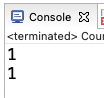 Console
<terminated> Cour
1
1